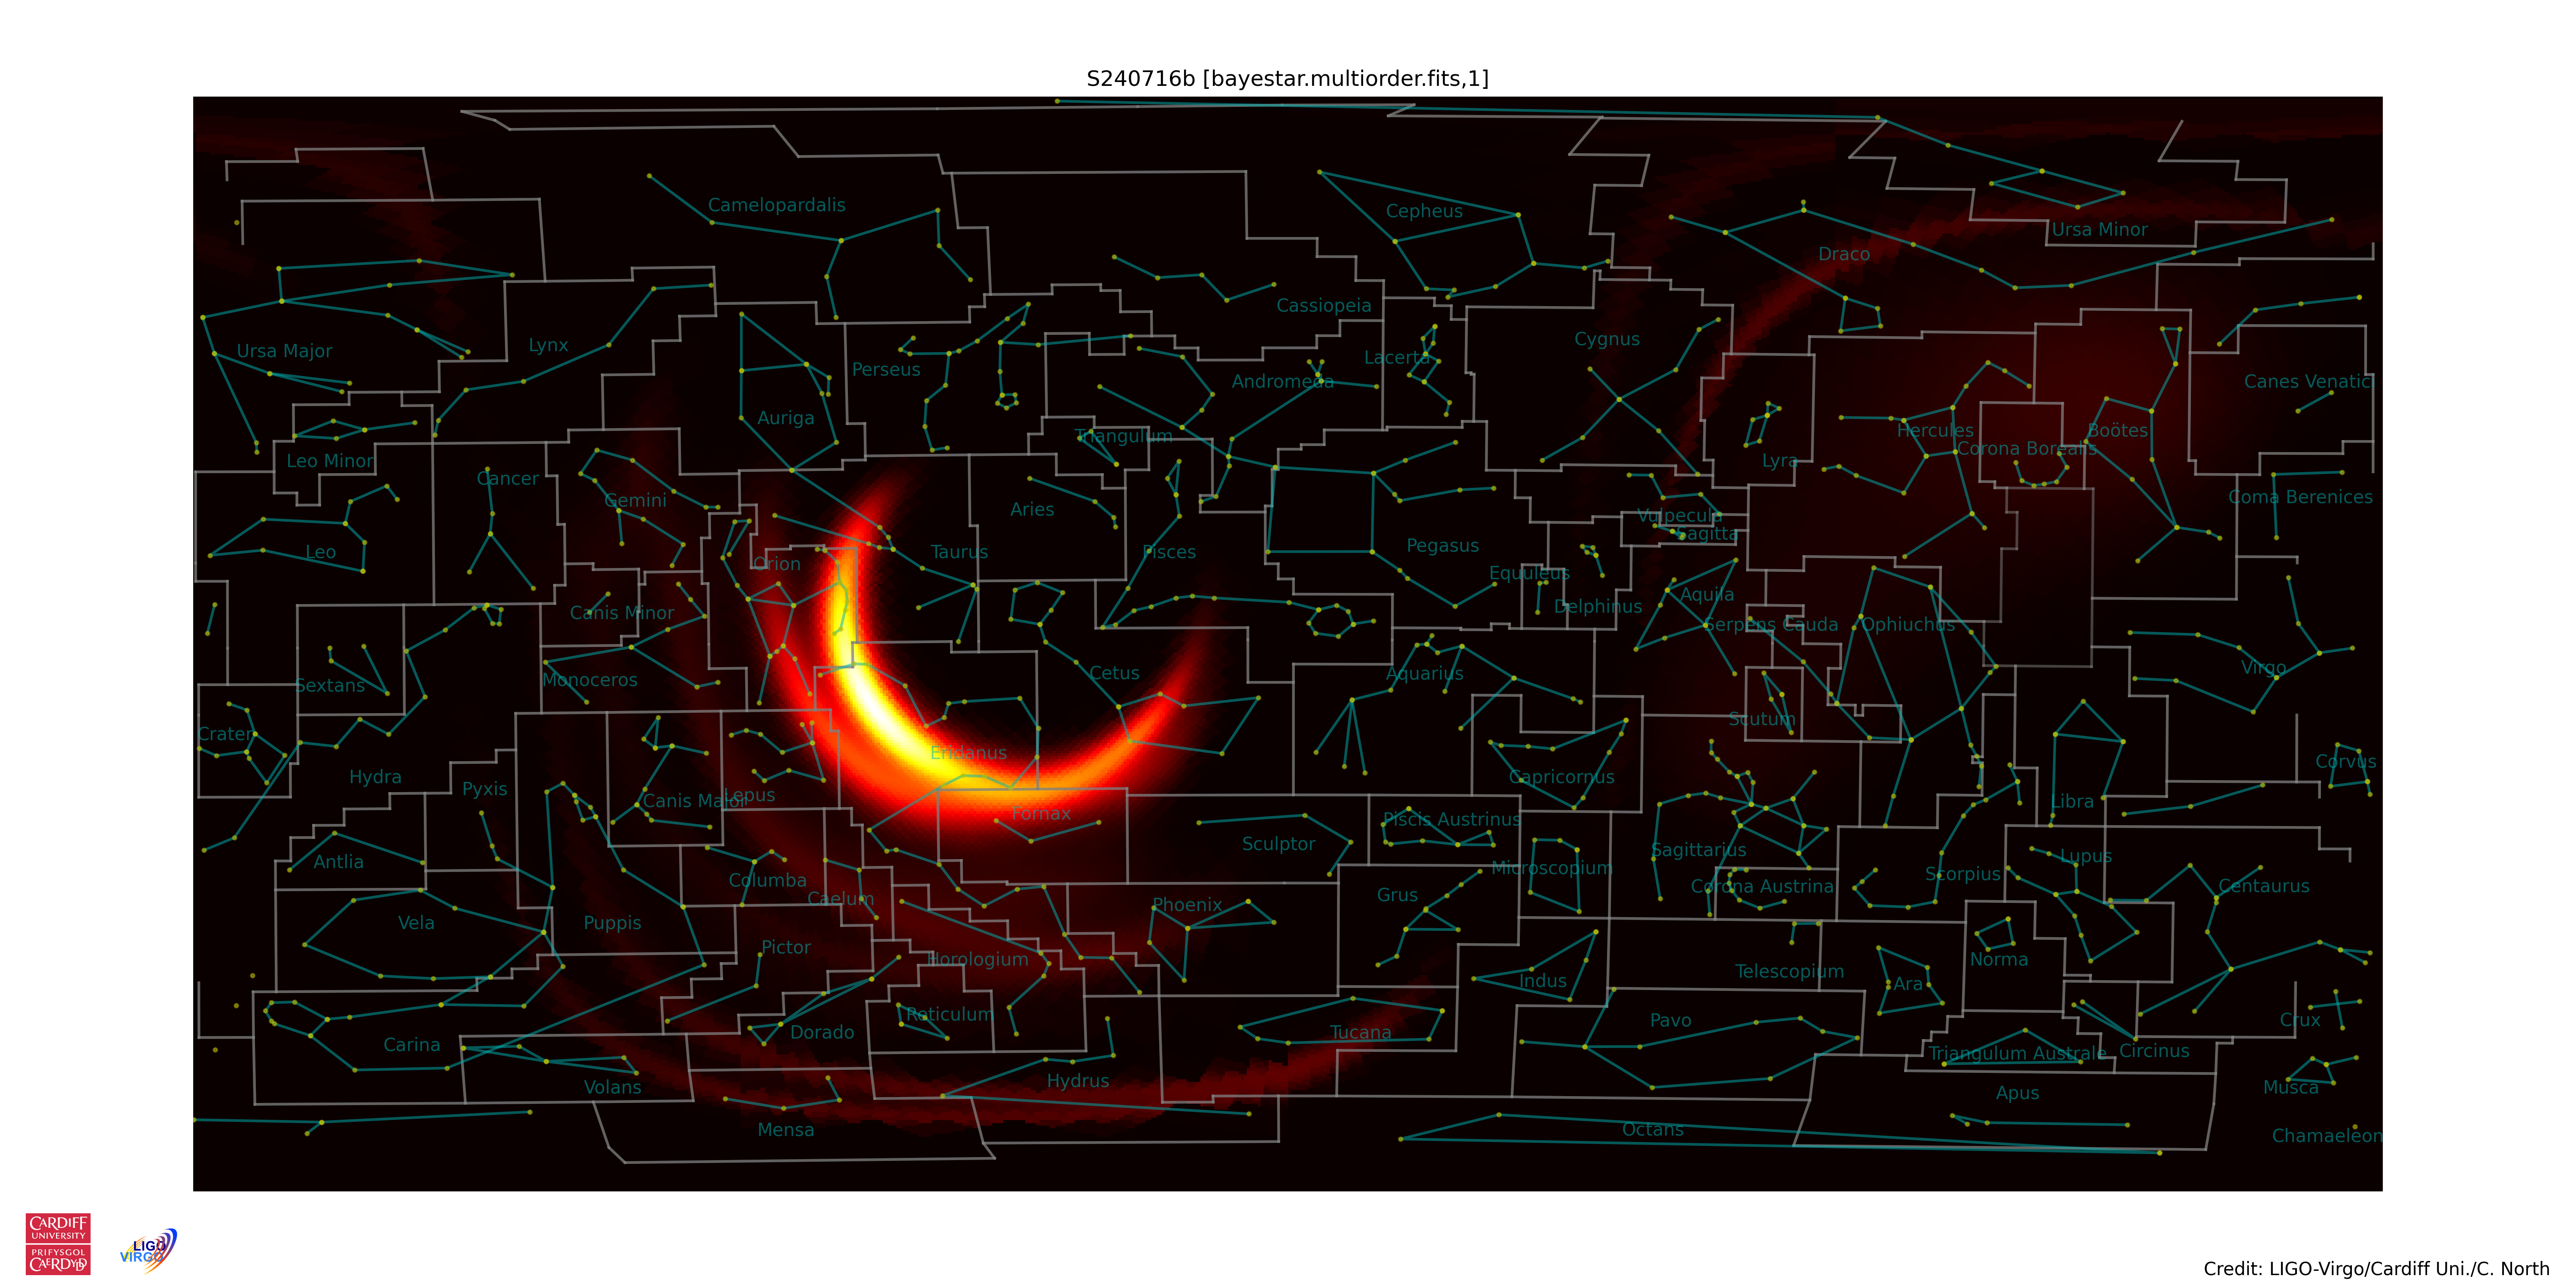 S240716b [bayestar.multiorder.fits,1]
Camelopardalis
Cepheus
Ursa Minor
Draco
Cassiopeia
Ursa Major
Lynx
Cygnus
Lacerta
Perseus
Andromeda
Canes Venatici
Auriga
Triangulum
Hercules
Boötes
Corona Borealis
Leo Minor
Lyra
Cancer
Gemini
Coma Berenices
Aries
Vulpecula
Sagitta
Leo
Taurus
Pisces
Pegasus
Orion
Equuleus
Aquila
Delphinus
Canis Minor
Serpens Cauda
Ophiuchus
Virgo
Cetus
Aquarius
Monoceros
Sextans
Scutum
Crater
Eridanus
Corvus
Hydra
Capricornus
Pyxis
Lepus
Canis Major
Libra
Fornax
Piscis Austrinus
Sculptor
Sagittarius
Lupus
Antlia
Microscopium
Scorpius
Columba
Corona Austrina
Centaurus
Grus
Caelum
Phoenix
Vela
Puppis
Pictor
Horologium
Norma
Telescopium
Indus
Ara
Reticulum
Pavo
Crux
Dorado
Tucana
Carina
Circinus
Triangulum Australe
Hydrus
Volans
Musca
Apus
Mensa
Octans
Chamaeleon
CARDIFF
UNIVERSITY
PRIFYSGOL
CAERDYDD
LIGO
VIRGO
Credit: LIGO-Virgo/Cardiff Uni./C. North